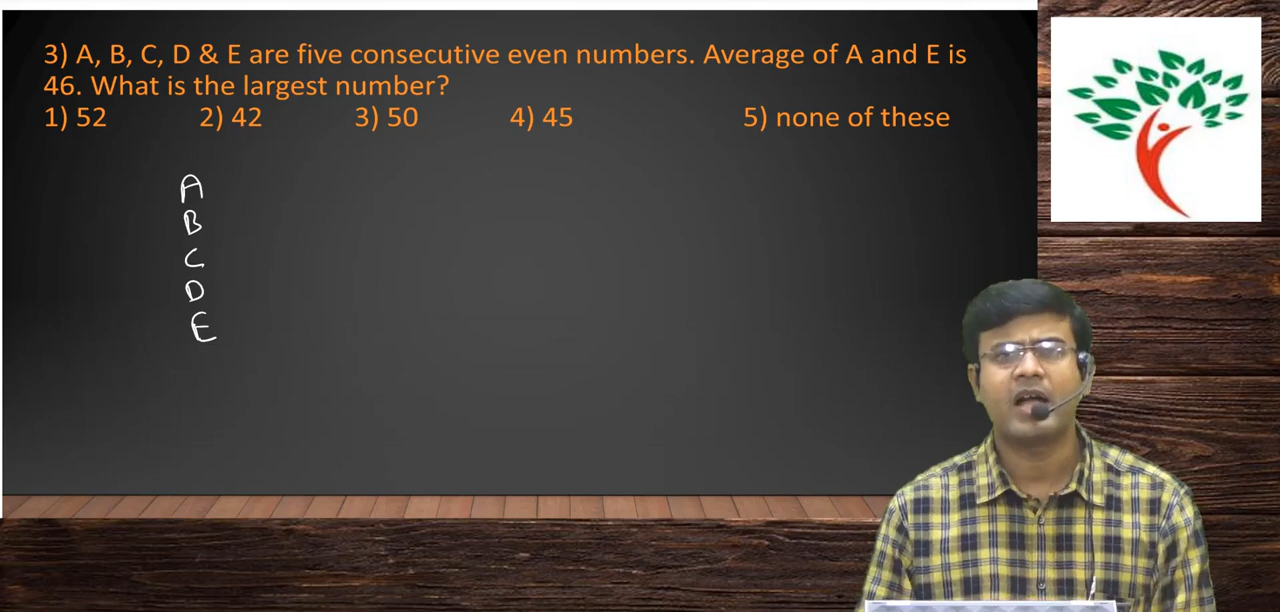 3) A, B, C, D & E are five consecutive even numbers. Average of A and E is
46. What is the largest number?
1) 52 2) 42 3) 50 4) 45 5) none of these
A
B
C
D
E